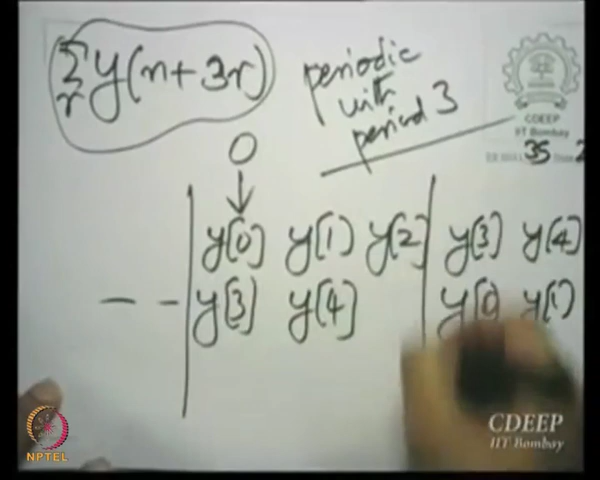 Σ y(n+3r)
r
periodic
with
period 3
CDEEP
IIT Bombay
35
0
↓
y[0] y[1] y[2] y[3] y[4]
– – y[3] y[4] y[0] y[1]
CDEEP
IIT Bombay
NPTEL